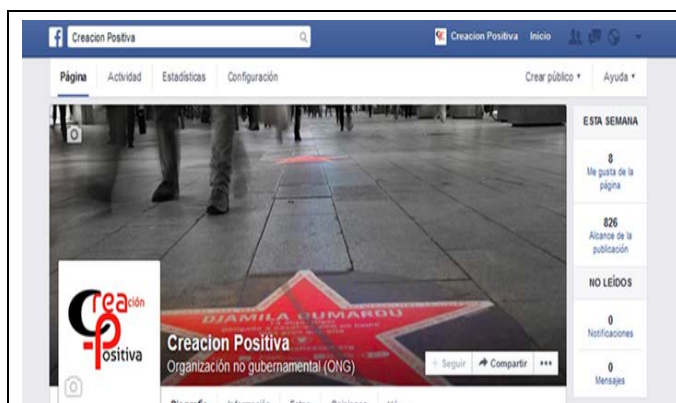 Creacion Positiva
Creacion Positiva Inicio
Página Actividad Estadísticas Configuración Crear público Ayuda
ESTA SEMANA
8
Me gusta de la
página
826
Alcance de la
publicación
NO LEÍDOS
0
Notificaciones
0
Mensajes
DJAMILA OUMAROU
Creación
Positiva
Creacion Positiva
Organización no gubernamental (ONG)
+ Seguir Compartir